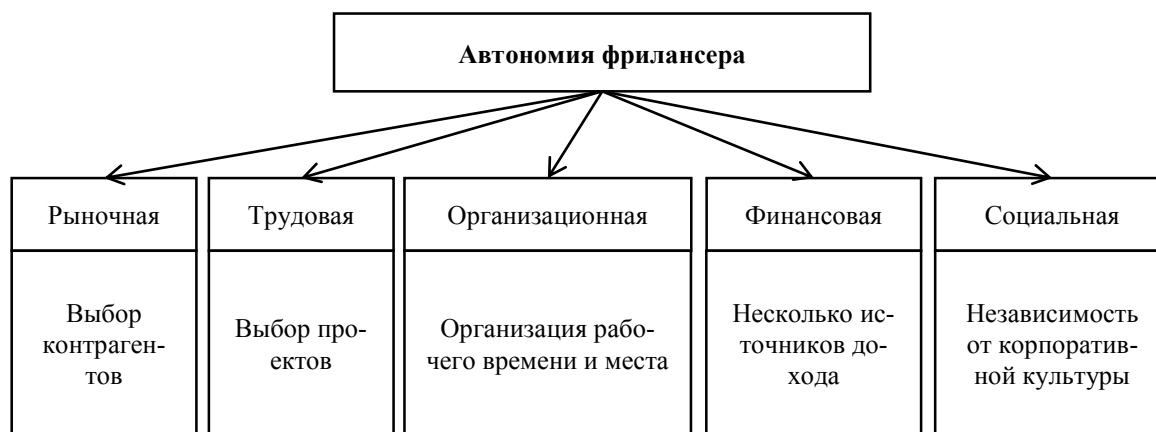 Автономия фрилансера
Рыночная
Трудовая
Организационная
Финансовая
Социальная
Выбор
контраген-
тов
Выбор про-
ектов
Организация рабо-
чего времени и места
Несколько ис-
точников до-
хода
Независимость
от корпоратив-
ной культуры